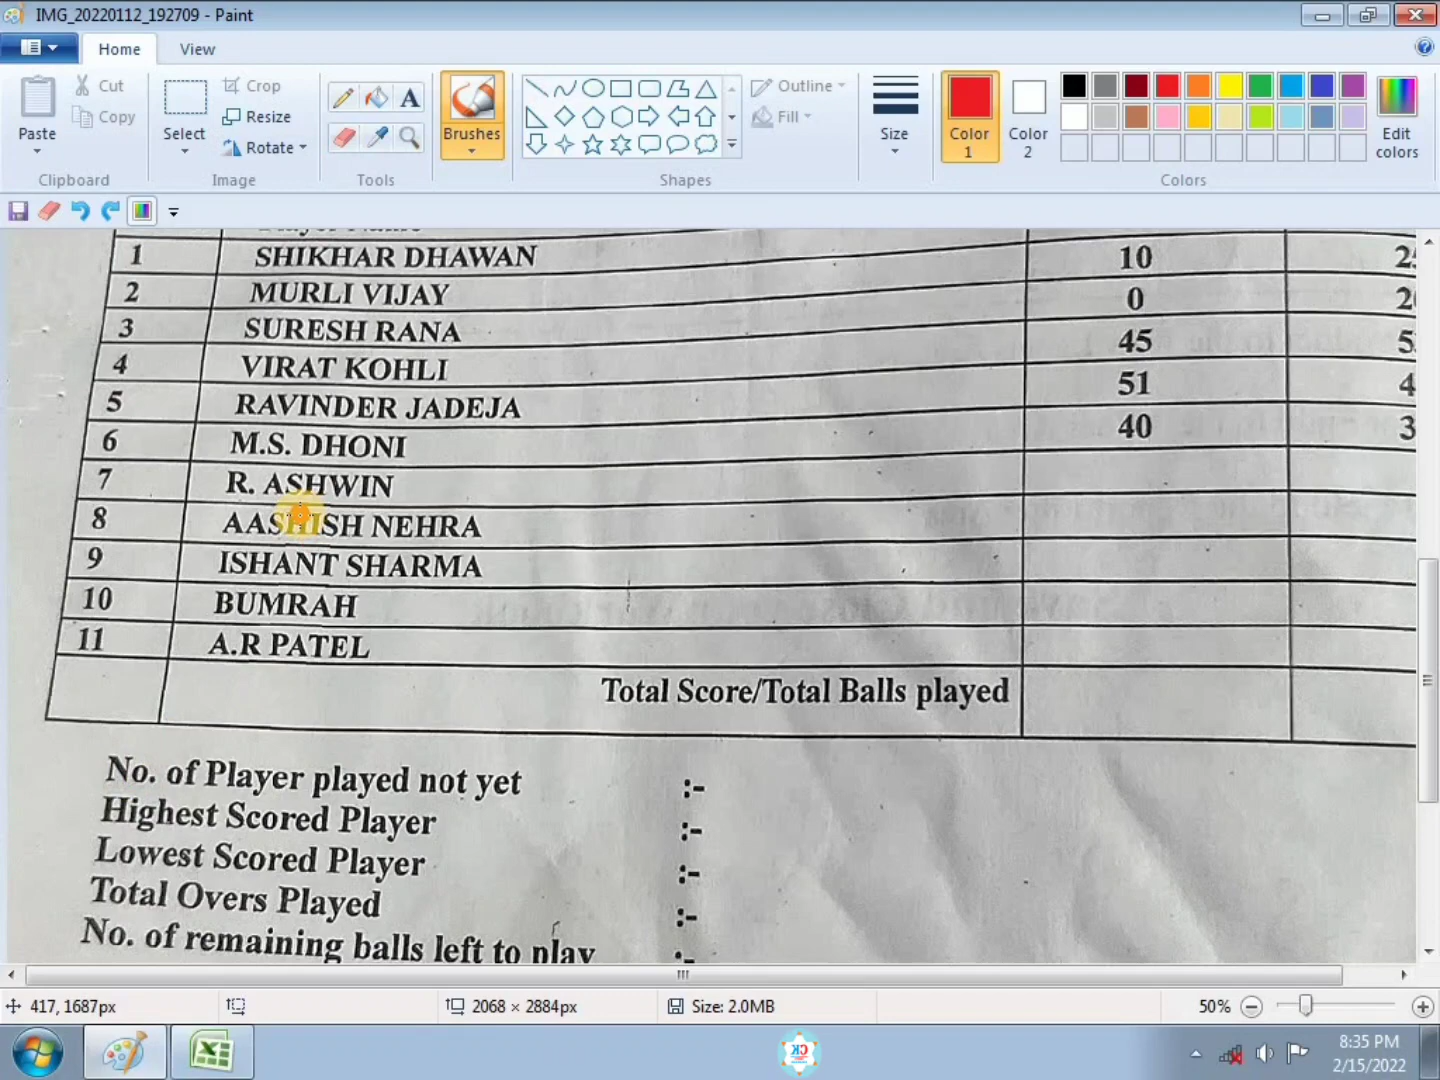 IMG_20220112_192709 - Paint
Home View
Cut
Copy
Paste
Clipboard
Crop
Resize
Rotate
Select
Image
A
Tools
Brushes
Outline
Fill
Shapes
Size
Color 1
Color 2
Edit colors
Colors
1 SHIKHAR DHAWAN 10
2 MURLI VIJAY 0
3 SURESH RANA 45
4 VIRAT KOHLI 51
5 RAVINDER JADEJA 40
6 M.S. DHONI
7 R. ASHWIN
8 AASHISH NEHRA
9 ISHANT SHARMA
10 BUMRAH
11 A.R PATEL
Total Score/Total Balls played
No. of Player played not yet :-
Highest Scored Player :-
Lowest Scored Player :-
Total Overs Played :-
No. of remaining balls left to play :-
417, 1687px
2068 × 2884px
Size: 2.0MB
50%
CK
8:35 PM
2/15/2022